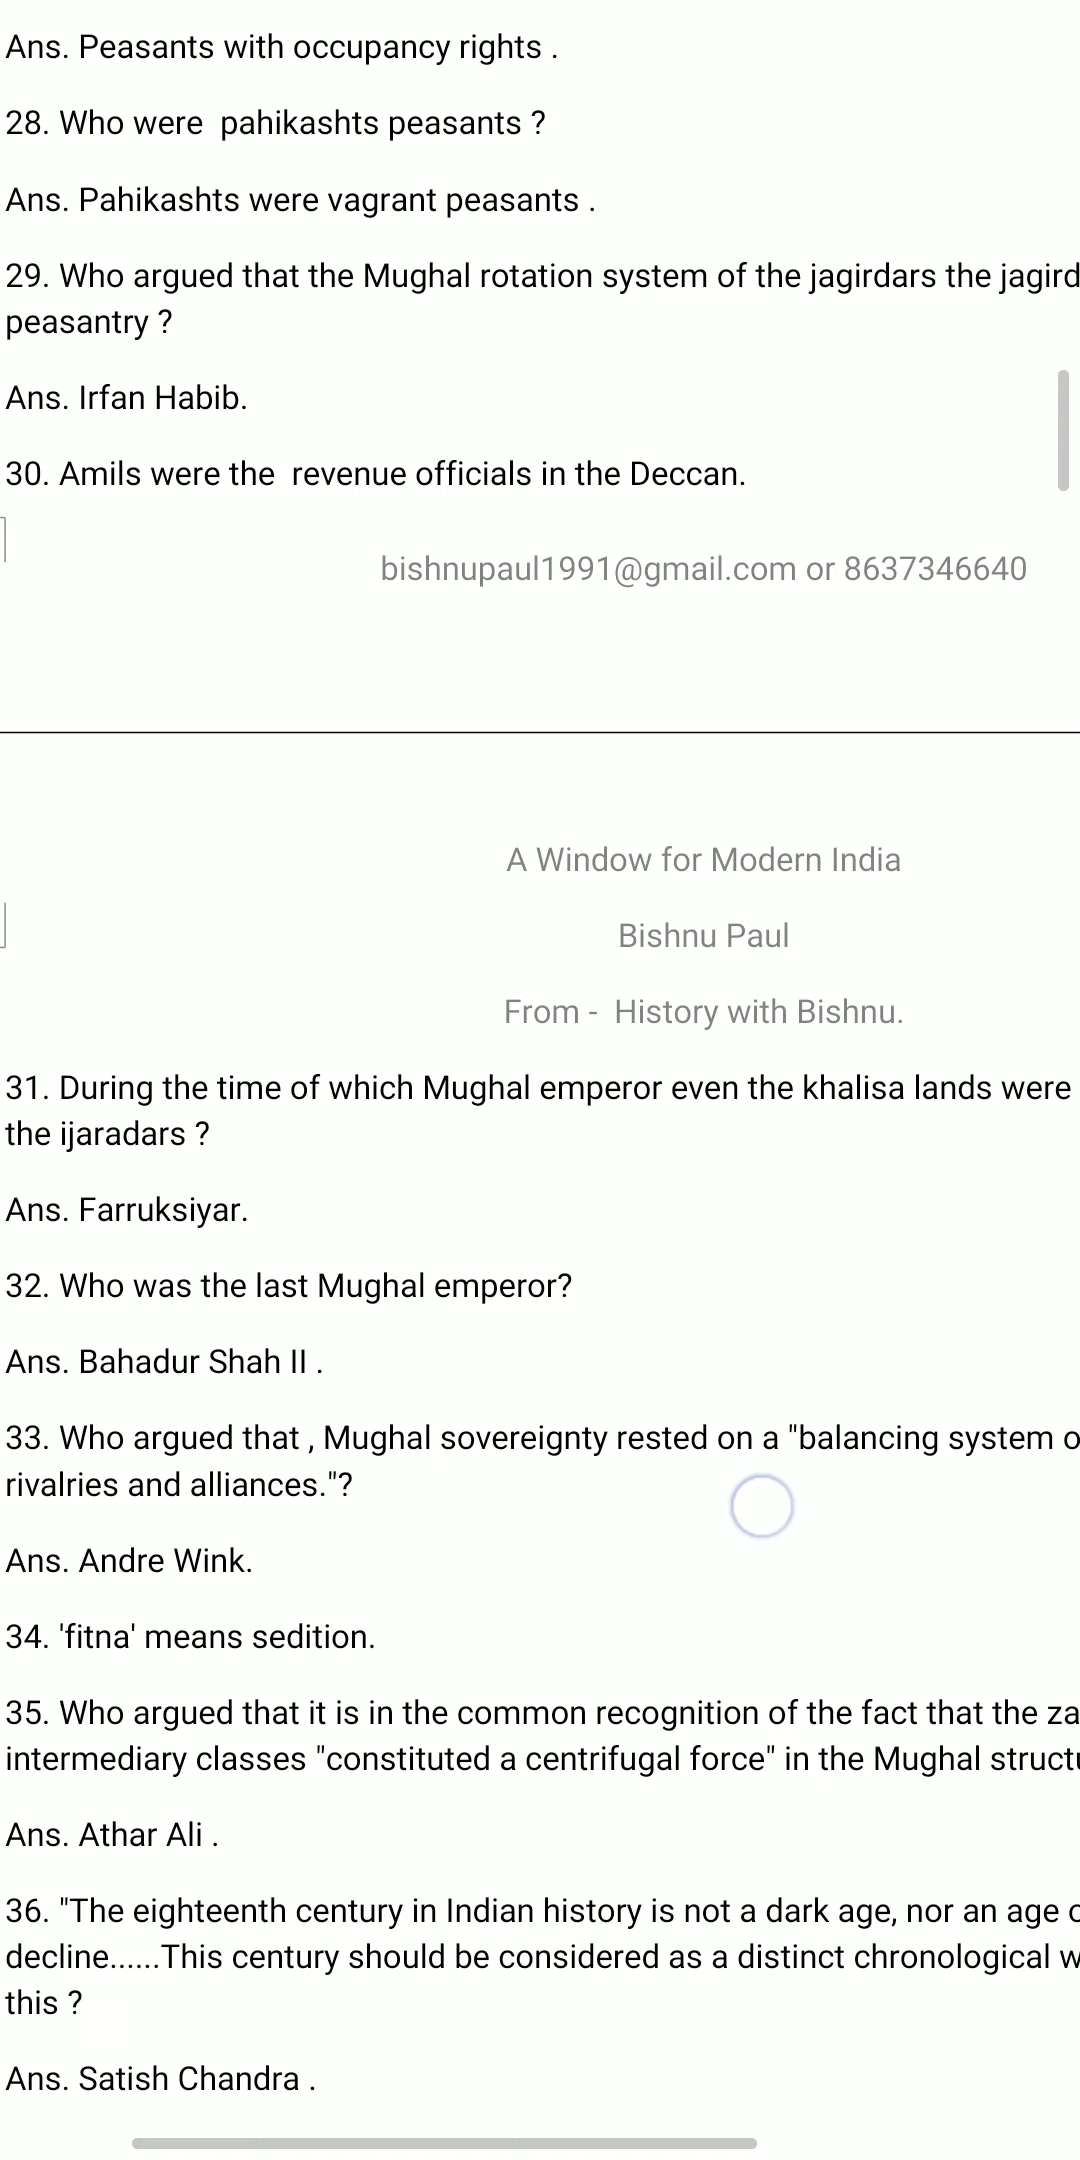 Ans. Peasants with occupancy rights .
28. Who were  pahikashts peasants ?
Ans. Pahikashts were vagrant peasants .
29. Who argued that the Mughal rotation system of the jagirdars the jagird
peasantry ?
Ans. Irfan Habib.
30. Amils were the  revenue officials in the Deccan.
bishnupaul1991@gmail.com or 8637346640
A Window for Modern India
Bishnu Paul
From -  History with Bishnu.
31. During the time of which Mughal emperor even the khalisa lands were
the ijaradars ?
Ans. Farruksiyar.
32. Who was the last Mughal emperor?
Ans. Bahadur Shah II .
33. Who argued that , Mughal sovereignty rested on a "balancing system o
rivalries and alliances."?
Ans. Andre Wink.
34. 'fitna' means sedition.
35. Who argued that it is in the common recognition of the fact that the za
intermediary classes "constituted a centrifugal force" in the Mughal struct
Ans. Athar Ali .
36. "The eighteenth century in Indian history is not a dark age, nor an age
decline......This century should be considered as a distinct chronological w
this ?
Ans. Satish Chandra .